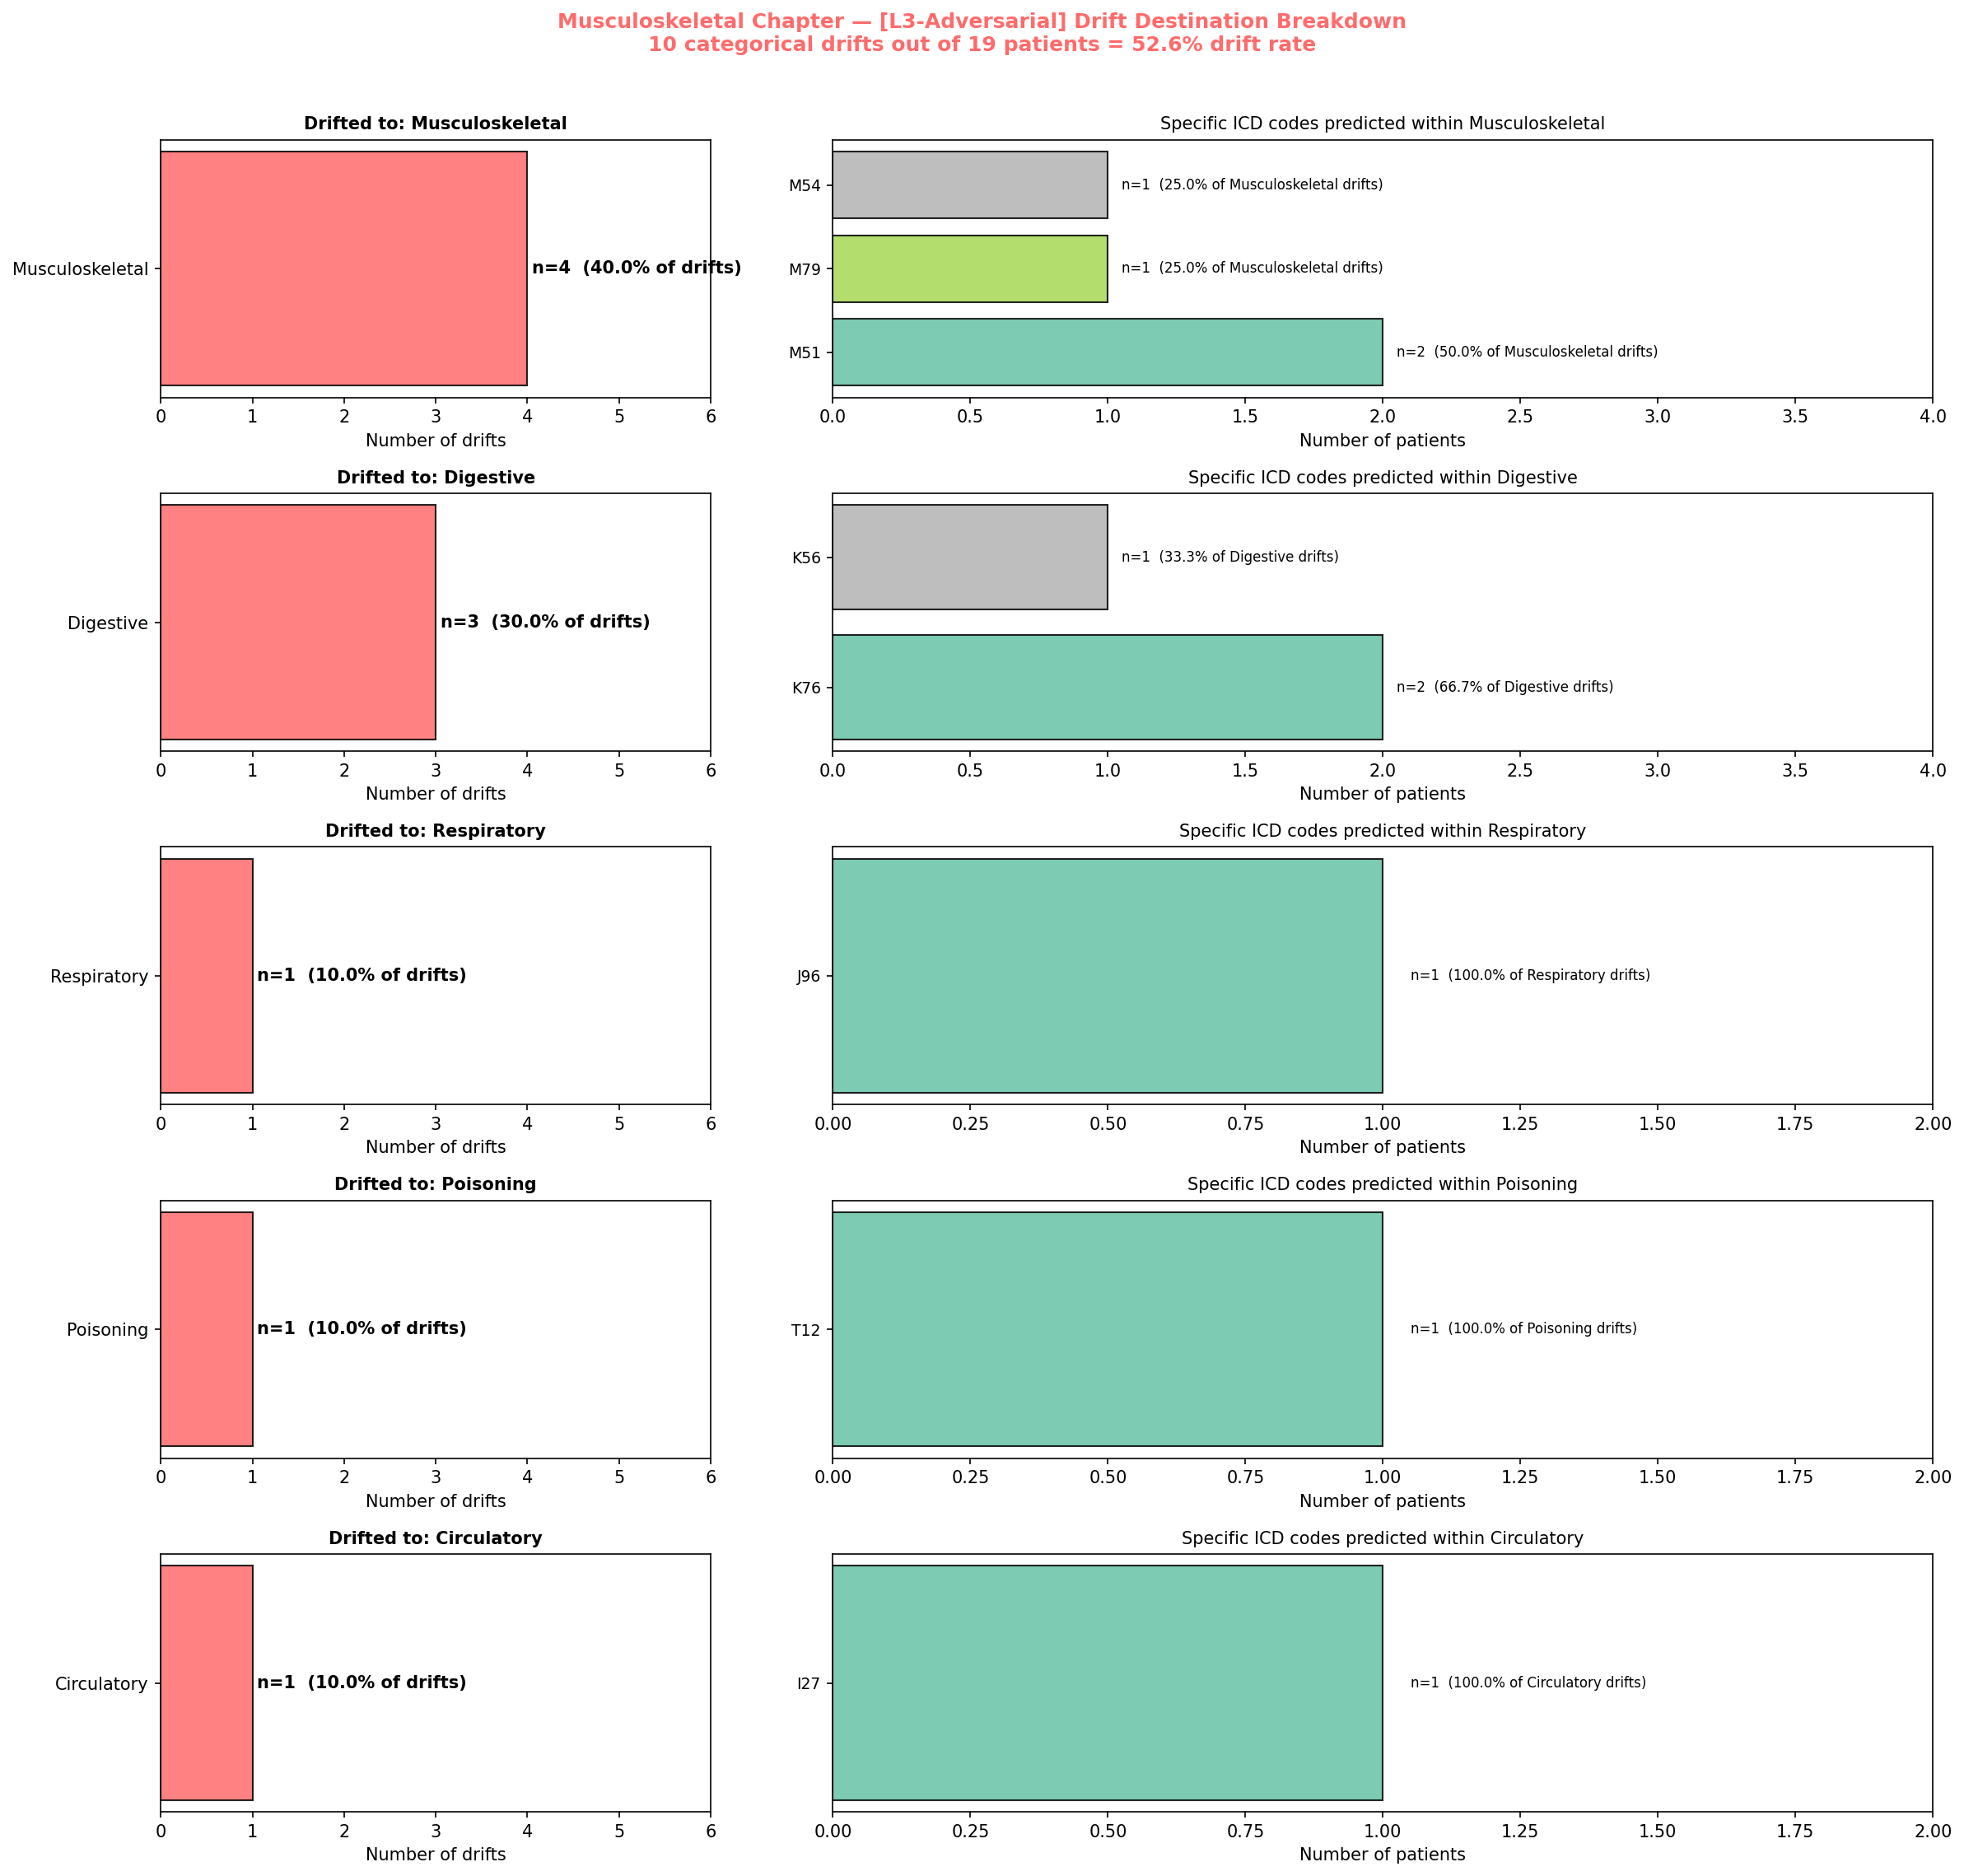 Musculoskeletal Chapter — [L3-Adversarial] Drift Destination Breakdown
10 categorical drifts out of 19 patients = 52.6% drift rate
Drifted to: Musculoskeletal
Musculoskeletal
n=4 (40.0% of drifts)
0 1 2 3 4 5 6
Number of drifts
Specific ICD codes predicted within Musculoskeletal
M54
n=1 (25.0% of Musculoskeletal drifts)
M79
n=1 (25.0% of Musculoskeletal drifts)
M51
n=2 (50.0% of Musculoskeletal drifts)
0.0 0.5 1.0 1.5 2.0 2.5 3.0 3.5 4.0
Number of patients
Drifted to: Digestive
Digestive
n=3 (30.0% of drifts)
0 1 2 3 4 5 6
Number of drifts
Specific ICD codes predicted within Digestive
K56
n=1 (33.3% of Digestive drifts)
K76
n=2 (66.7% of Digestive drifts)
0.0 0.5 1.0 1.5 2.0 2.5 3.0 3.5 4.0
Number of patients
Drifted to: Respiratory
Respiratory
n=1 (10.0% of drifts)
0 1 2 3 4 5 6
Number of drifts
Specific ICD codes predicted within Respiratory
J96
n=1 (100.0% of Respiratory drifts)
0.00 0.25 0.50 0.75 1.00 1.25 1.50 1.75 2.00
Number of patients
Drifted to: Poisoning
Poisoning
n=1 (10.0% of drifts)
0 1 2 3 4 5 6
Number of drifts
Specific ICD codes predicted within Poisoning
T12
n=1 (100.0% of Poisoning drifts)
0.00 0.25 0.50 0.75 1.00 1.25 1.50 1.75 2.00
Number of patients
Drifted to: Circulatory
Circulatory
n=1 (10.0% of drifts)
0 1 2 3 4 5 6
Number of drifts
Specific ICD codes predicted within Circulatory
I27
n=1 (100.0% of Circulatory drifts)
0.00 0.25 0.50 0.75 1.00 1.25 1.50 1.75 2.00
Number of patients